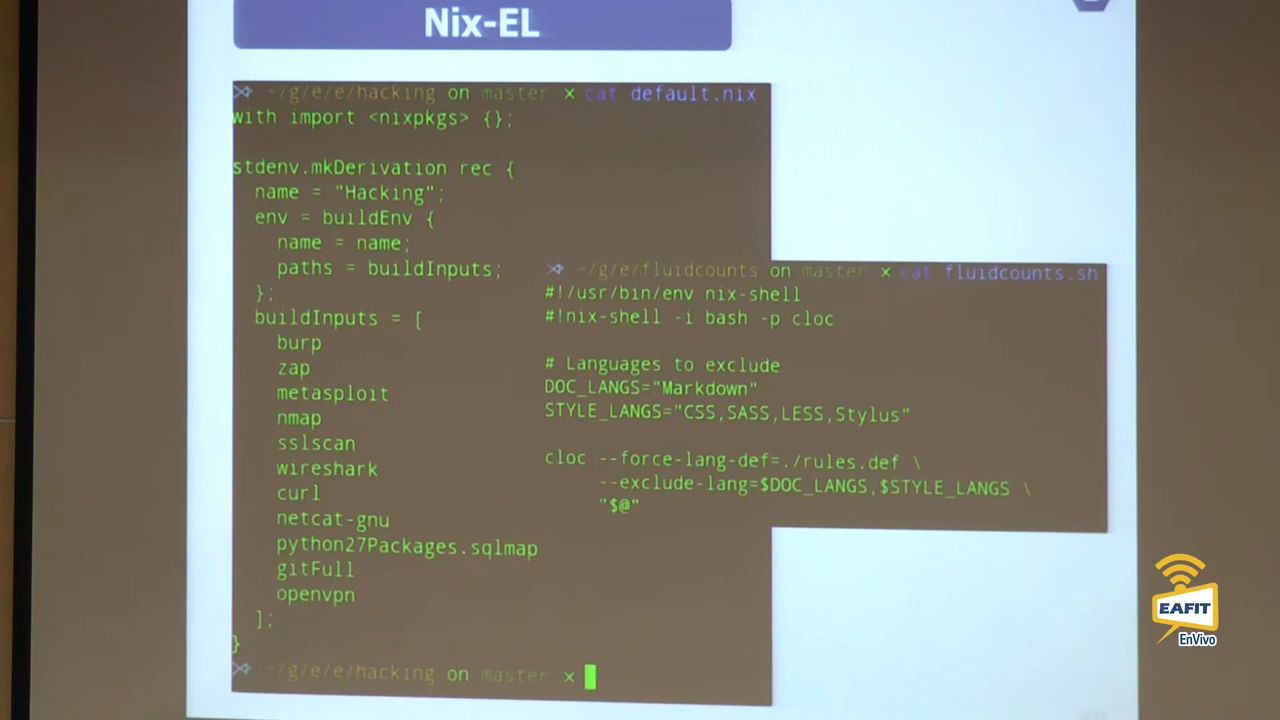 Nix-EL
~/g/e/e/hacking on master × cat default.nix
with import <nixpkgs> {};
stdenv.mkDerivation rec {
name = "Hacking";
env = buildEnv {
name = name;
paths = buildInputs;
};
buildInputs = [
burp
zap
metasploit
nmap
sslscan
wireshark
curl
netcat-gnu
python27Packages.sqlmap
gitFull
openvpn
];
}
~/g/e/e/hacking on master ×
~/g/e/fluidcounts on master × cat fluidcounts.sh
#!/usr/bin/env nix-shell
#!nix-shell -i bash -p cloc
# Languages to exclude
DOC_LANGS="Markdown"
STYLE_LANGS="CSS,SASS,LESS,Stylus"
cloc --force-lang-def=./rules.def \
--exclude-lang=$DOC_LANGS,$STYLE_LANGS \
"$@"
EAFIT
EnVivo